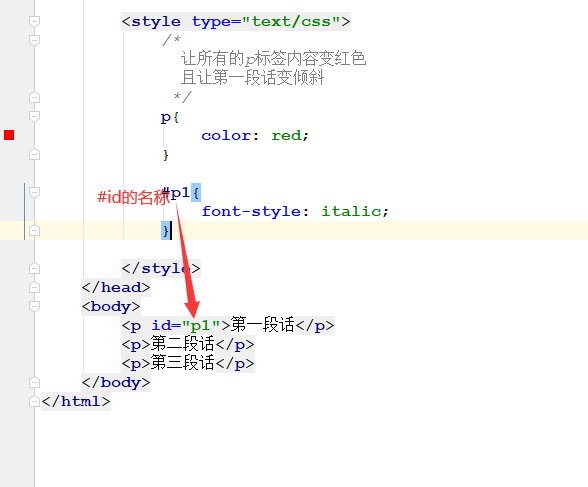 <style type="text/css">
/*
让所有的p标签内容变红色
且让第一段话变倾斜
*/
p{
color: red;
}
#id的名称
#p1{
font-style: italic;
}
</style>
</head>
<body>
<p id="p1">第一段话</p>
<p>第二段话</p>
<p>第三段话</p>
</body>
</html>